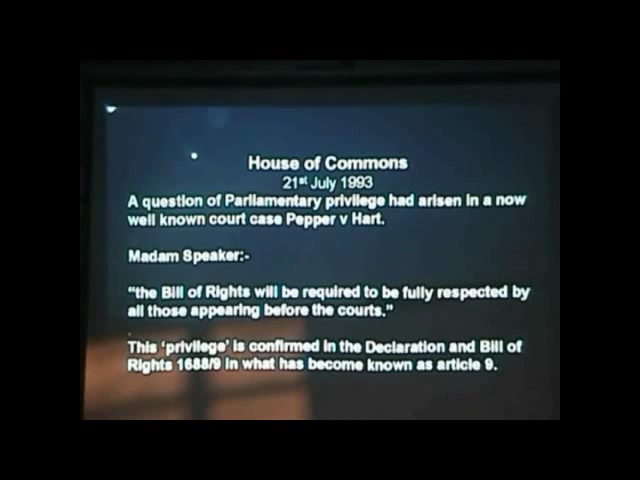 House of Commons
21st July 1993
A question of Parliamentary privilege had arisen in a now
well known court case Pepper v Hart.
Madam Speaker:-
“the Bill of Rights will be required to be fully respected by
all those appearing before the courts.”
This ‘privilege’ is confirmed in the Declaration and Bill of
Rights 1688/9 in what has become known as article 9.